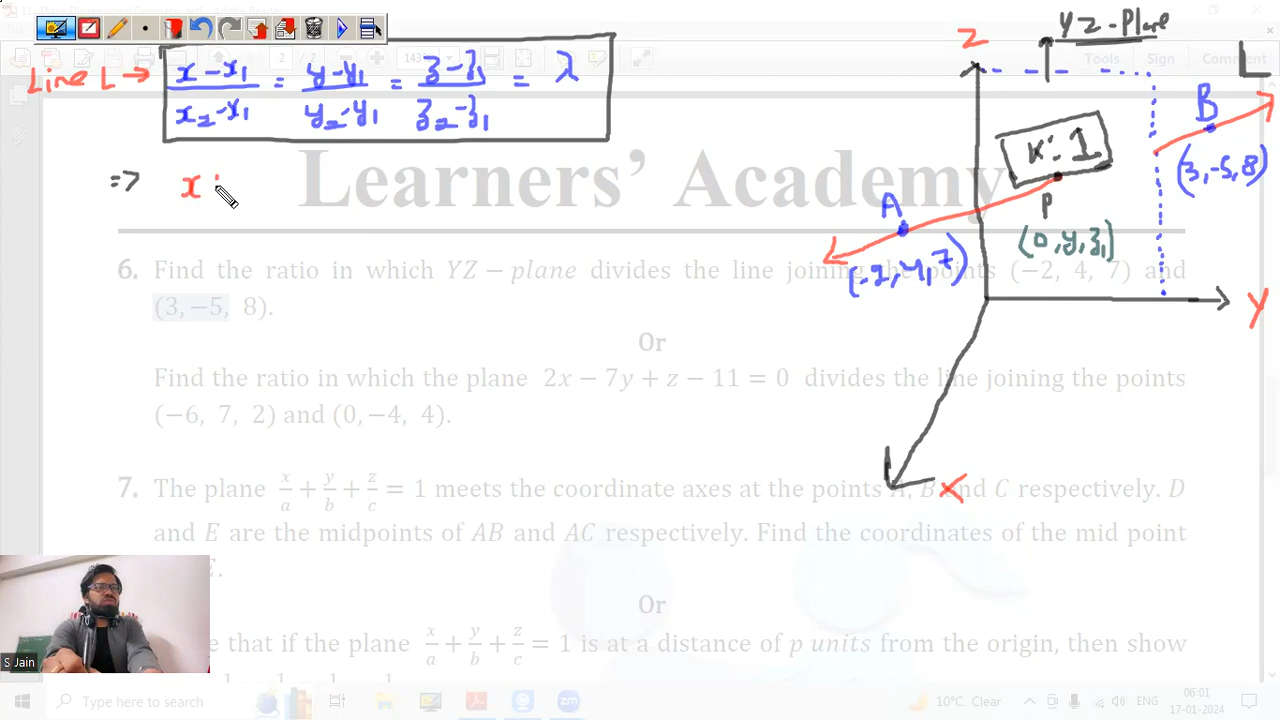 Line L → x-x₁/x₂-x₁ = y-y₁/y₂-y₁ = z-z₁/z₂-z₁ = λ
=> x
YZ-Plane
Z
L
B
(3,-5,8)
K:1
A
P
(-2,4,7)
(0,y,z₁)
Y
X
Learners' Academy
6. Find the ratio in which YZ − plane divides the line joining the points (−2, 4, 7) and
(3, −5, 8).
Or
Find the ratio in which the plane 2x − 7y + z − 11 = 0 divides the line joining the points
(−6, 7, 2) and (0, −4, 4).
7. The plane x/a + y/b + z/c = 1 meets the coordinate axes at the points A, B and C respectively. D
and E are the midpoints of AB and AC respectively. Find the coordinates of the mid point
E.
Or
that if the plane x/a + y/b + z/c = 1 is at a distance of p units from the origin, then show
S Jain
Tools
Sign In
2 / 2
Type here to search
10°C Clear
ENG
06:01
17-01-2024